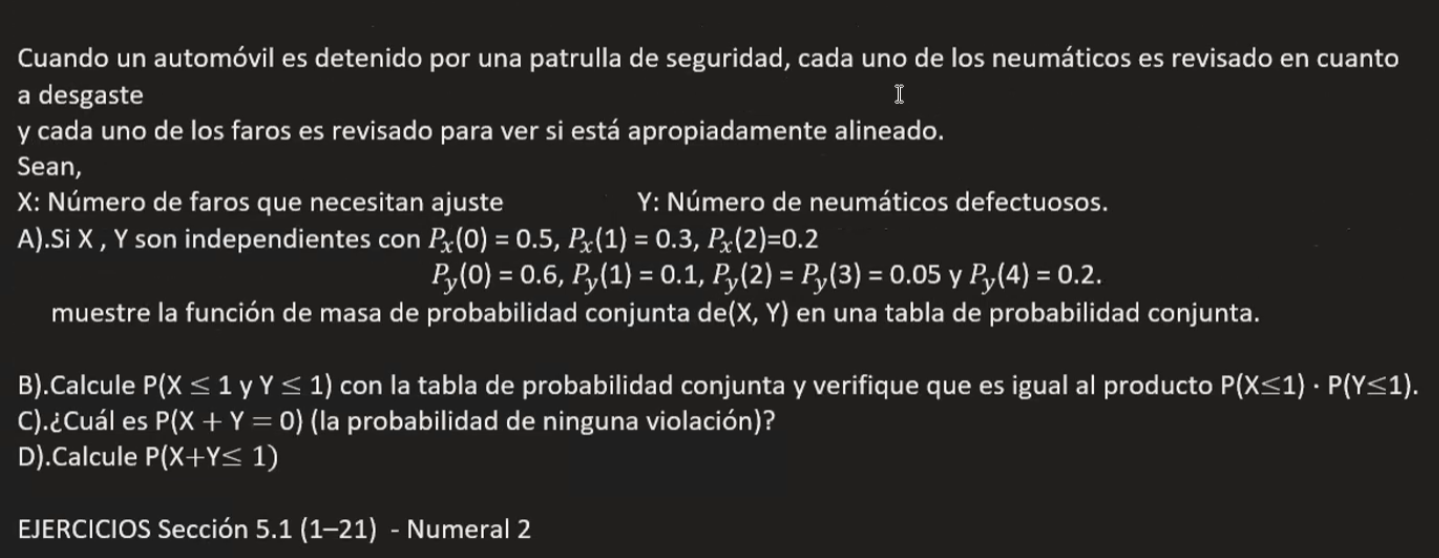 Cuando un automóvil es detenido por una patrulla de seguridad, cada uno de los neumáticos es revisado en cuanto
a desgaste
y cada uno de los faros es revisado para ver si está apropiadamente alineado.
Sean,
X: Número de faros que necesitan ajuste Y: Número de neumáticos defectuosos.
A).Si X , Y son independientes con Pₓ(0) = 0.5, Pₓ(1) = 0.3, Pₓ(2)=0.2
P_y(0) = 0.6, P_y(1) = 0.1, P_y(2) = P_y(3) = 0.05 y P_y(4) = 0.2.
muestre la función de masa de probabilidad conjunta de(X, Y) en una tabla de probabilidad conjunta.
B).Calcule P(X ≤ 1 y Y ≤ 1) con la tabla de probabilidad conjunta y verifique que es igual al producto P(X≤1) · P(Y≤1).
C).¿Cuál es P(X + Y = 0) (la probabilidad de ninguna violación)?
D).Calcule P(X+Y≤ 1)
EJERCICIOS Sección 5.1 (1–21) - Numeral 2